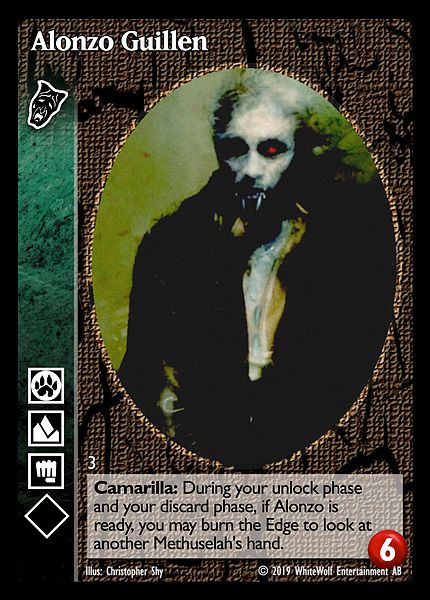 Alonzo Guillen
3
Camarilla: During your unlock phase
and your discard phase, if Alonzo is
ready, you may burn the Edge to look at
another Methuselah's hand.
6
Illus: Christopher Shy
© 2019 WhiteWolf Entertainment AB